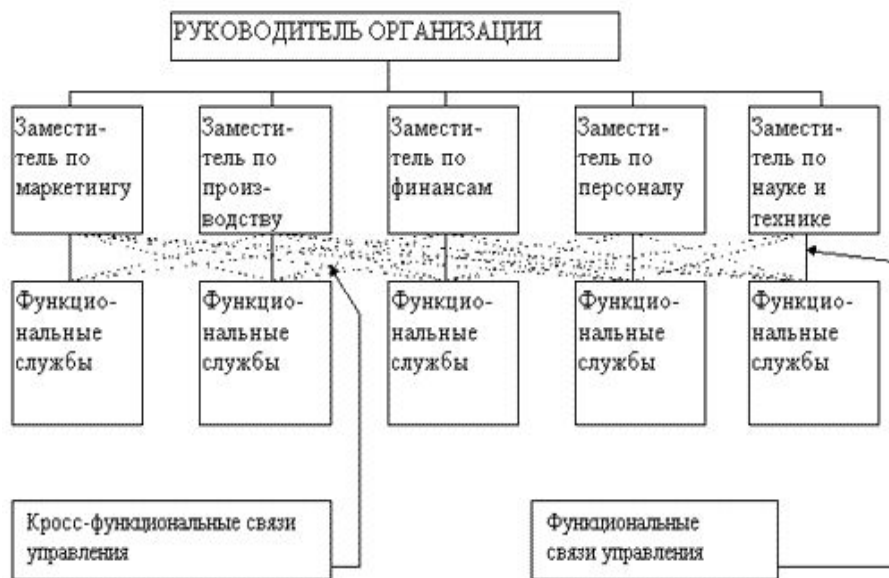 РУКОВОДИТЕЛЬ ОРГАНИЗАЦИИ
Замести-
тель по
маркетингу
Замести-
тель по
произ-
водству
Замести-
тель по
финансам
Замести-
тель по
персоналу
Замести-
тель по
науке и
технике
Функцио-
нальные
службы
Функцио-
нальные
службы
Функцио-
нальные
службы
Функцио-
нальные
службы
Функцио-
нальные
службы
Кросс-функциональные связи
управления
Функциональные
связи управления